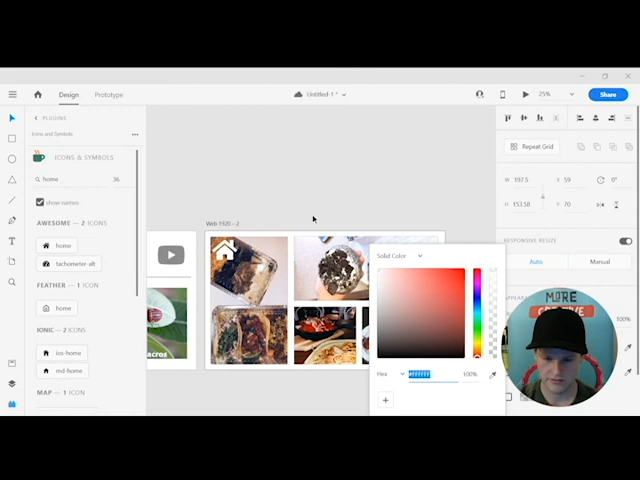 Design Prototype Untitled-1 * 25% Share
PLUGINS
Icons and Symbols
ICONS & SYMBOLS
home 36
show names
AWESOME — 2 ICONS
home
tachometer-alt
FEATHER — 1 ICON
home
IONIC — 2 ICONS
ios-home
md-home
MAP — 1 ICON
Web 1920 – 2
acros
Solid Color
Hex #FFFFFF 100%
Repeat Grid
W 197.5 X 59 0°
H 153.58 Y 70
RESPONSIVE RESIZE
Auto Manual
100%
MORE